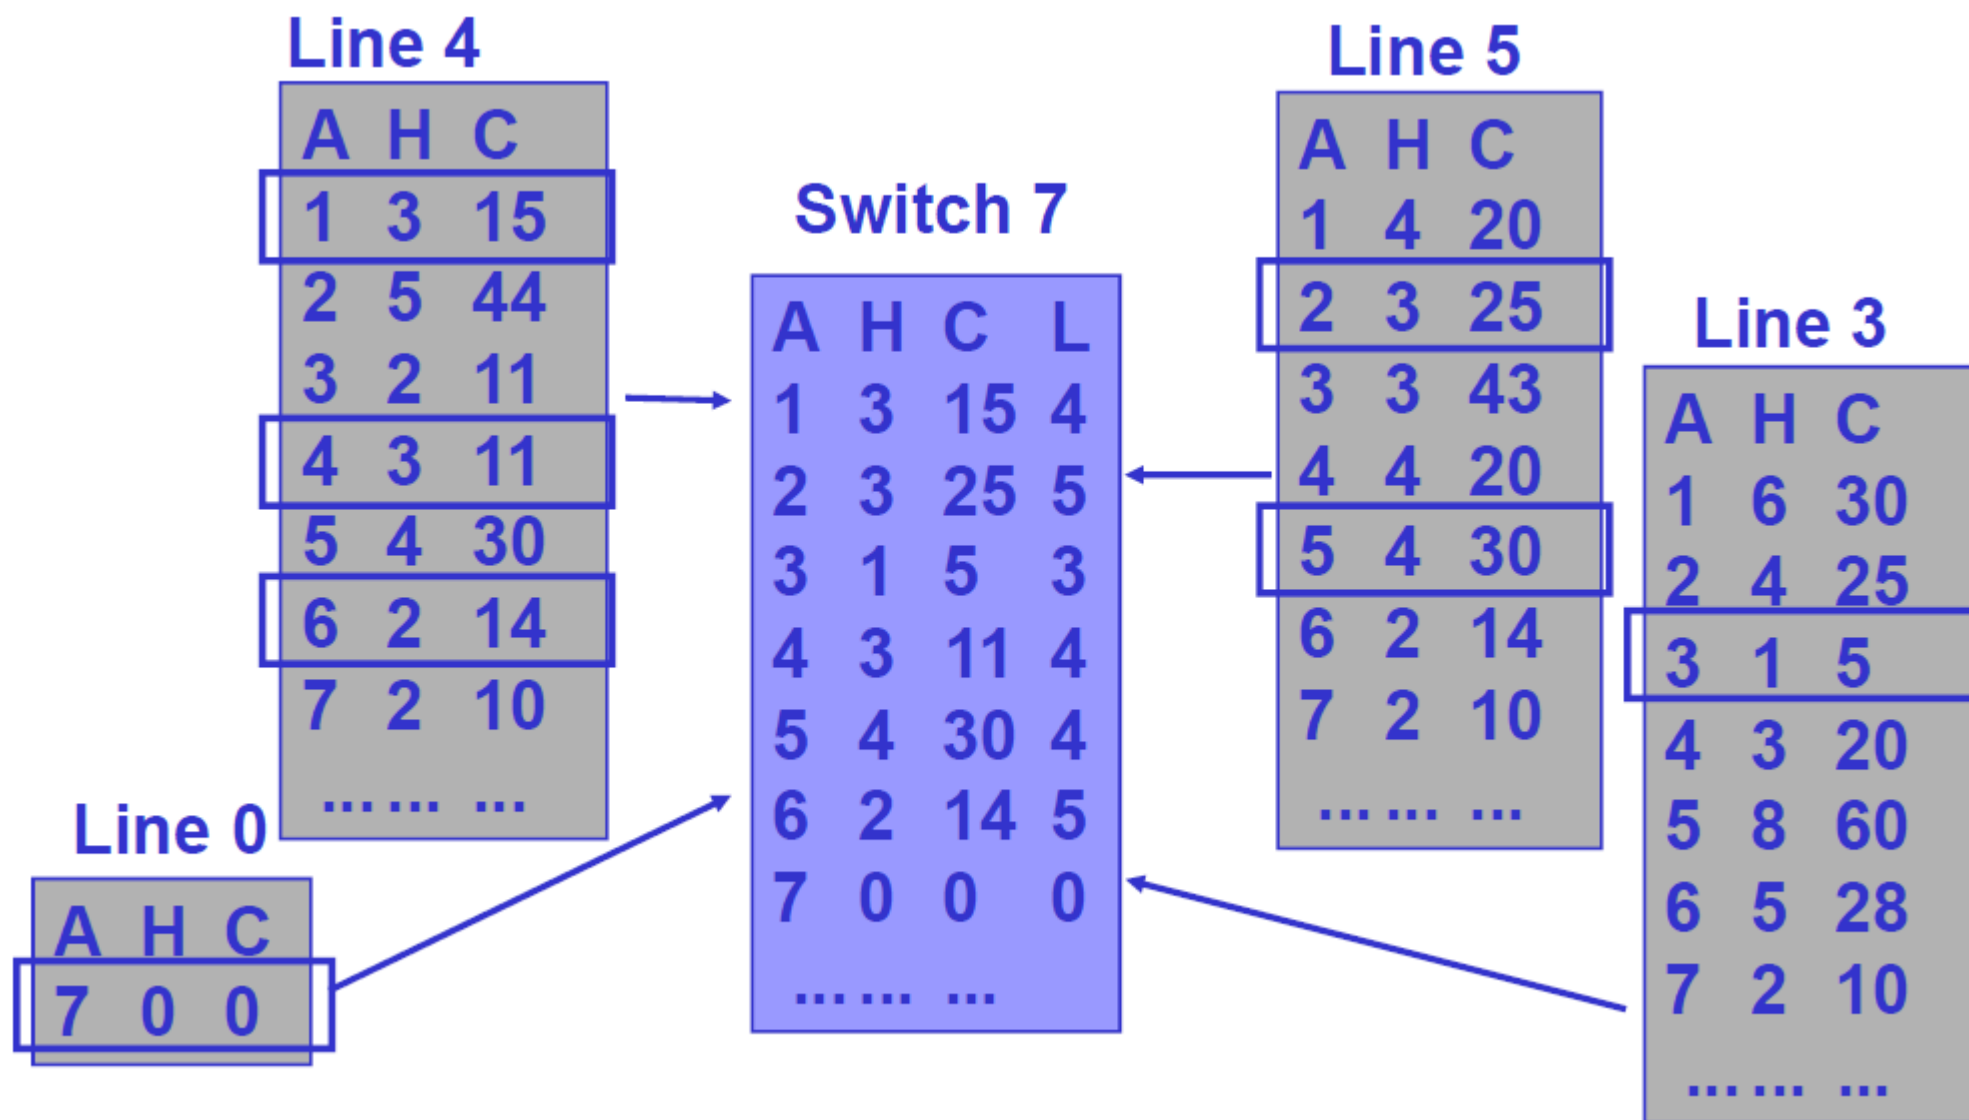 Line 4
A H C
1 3 15
2 5 44
3 2 11
4 3 11
5 4 30
6 2 14
7 2 10
... ... ...
Line 0
A H C
7 0 0
Switch 7
A H C L
1 3 15 4
2 3 25 5
3 1 5 3
4 3 11 4
5 4 30 4
6 2 14 5
7 0 0 0
... ... ...
Line 5
A H C
1 4 20
2 3 25
3 3 43
4 4 20
5 4 30
6 2 14
7 2 10
... ... ...
Line 3
A H C
1 6 30
2 4 25
3 1 5
4 3 20
5 8 60
6 5 28
7 2 10
... ... ...